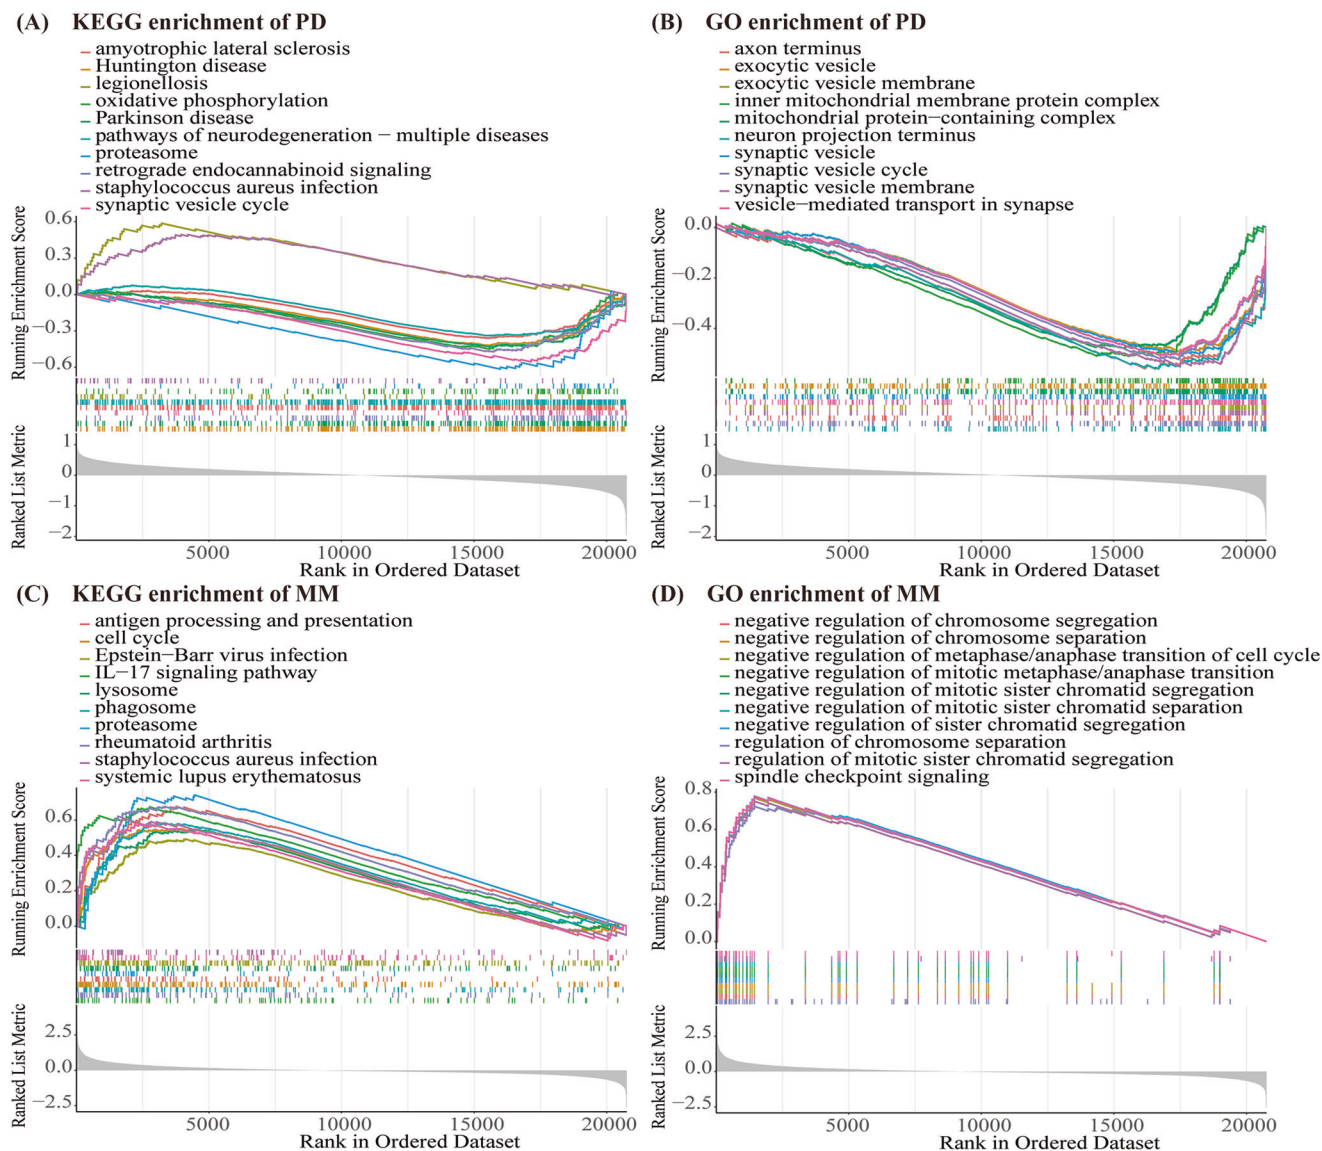 (A) KEGG enrichment of PD
amyotrophic lateral sclerosis
Huntington disease
legionellosis
oxidative phosphorylation
Parkinson disease
pathways of neurodegeneration − multiple diseases
proteasome
retrograde endocannabinoid signaling
staphylococcus aureus infection
synaptic vesicle cycle
Running Enrichment Score
0.6
0.3
0.0
−0.3
−0.6
Ranked List Metric
1
0
−1
−2
5000 10000 15000 20000
Rank in Ordered Dataset
(B) GO enrichment of PD
axon terminus
exocytic vesicle
exocytic vesicle membrane
inner mitochondrial membrane protein complex
mitochondrial protein−containing complex
neuron projection terminus
synaptic vesicle
synaptic vesicle cycle
synaptic vesicle membrane
vesicle−mediated transport in synapse
Running Enrichment Score
0.0
−0.2
−0.4
Ranked List Metric
1
0
−1
−2
5000 10000 15000 20000
Rank in Ordered Dataset
(C) KEGG enrichment of MM
antigen processing and presentation
cell cycle
Epstein−Barr virus infection
IL−17 signaling pathway
lysosome
phagosome
proteasome
rheumatoid arthritis
staphylococcus aureus infection
systemic lupus erythematosus
Running Enrichment Score
0.6
0.4
0.2
0.0
Ranked List Metric
2.5
0.0
−2.5
5000 10000 15000 20000
Rank in Ordered Dataset
(D) GO enrichment of MM
negative regulation of chromosome segregation
negative regulation of chromosome separation
negative regulation of metaphase/anaphase transition of cell cycle
negative regulation of mitotic metaphase/anaphase transition
negative regulation of mitotic sister chromatid segregation
negative regulation of mitotic sister chromatid separation
negative regulation of sister chromatid segregation
regulation of chromosome separation
regulation of mitotic sister chromatid segregation
spindle checkpoint signaling
Running Enrichment Score
0.8
0.6
0.4
0.2
0.0
Ranked List Metric
2.5
0.0
−2.5
5000 10000 15000 20000
Rank in Ordered Dataset